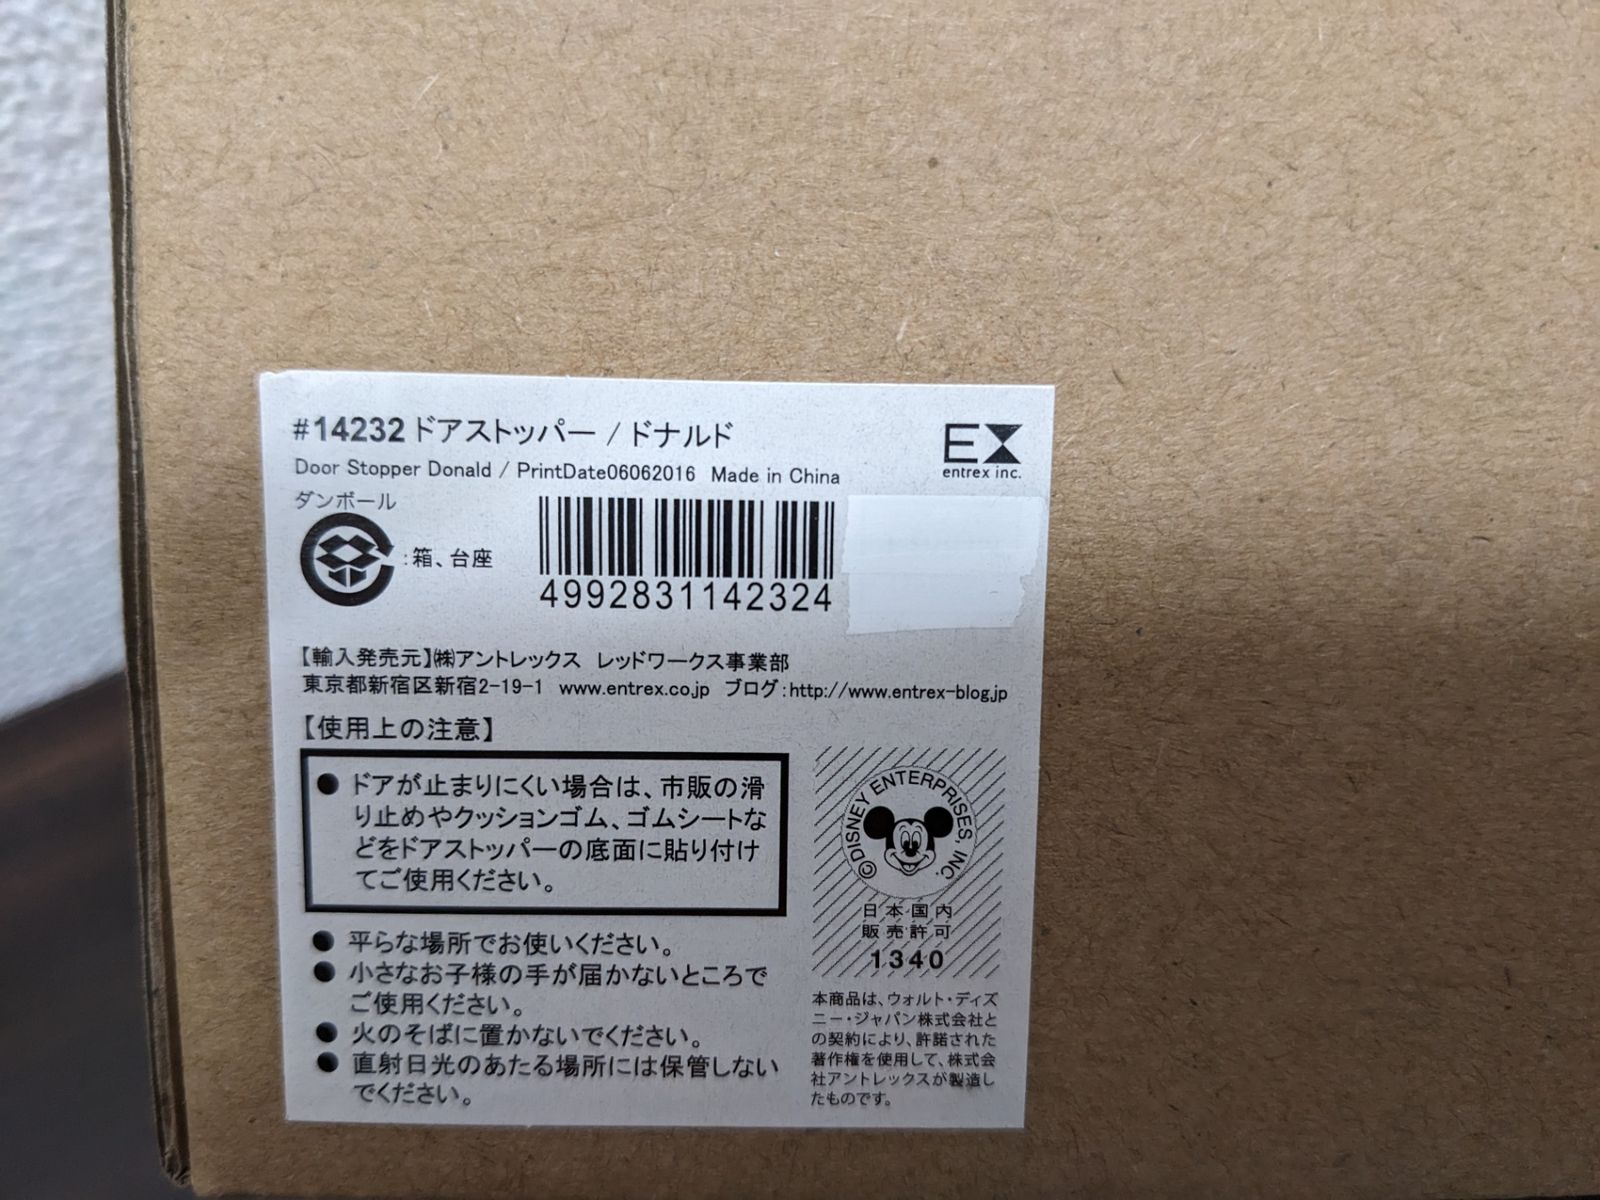 #14232 ドアストッパー / ドナルド
Door Stopper Donald / PrintDate06062016 Made in China
EX
entrex inc.
ダンボール
:箱、台座
4992831142324
【輸入発売元】㈱アントレックス レッドワークス事業部
東京都新宿区新宿2-19-1 www.entrex.co.jp ブログ:http://www.entrex-blog.jp
【使用上の注意】
● ドアが止まりにくい場合は、市販の滑
り止めやクッションゴム、ゴムシートな
どをドアストッパーの底面に貼り付け
てご使用ください。
● 平らな場所でお使いください。
● 小さなお子様の手が届かないところで
ご使用ください。
● 火のそばに置かないでください。
● 直射日光のあたる場所には保管しない
でください。
©DISNEY ENTERPRISES, INC.
日本国内
販売許可
1340
本商品は、ウォルト・ディズ
ニー・ジャパン株式会社と
の契約により、許諾された
著作権を使用して、株式会
社アントレックスが製造し
たものです。